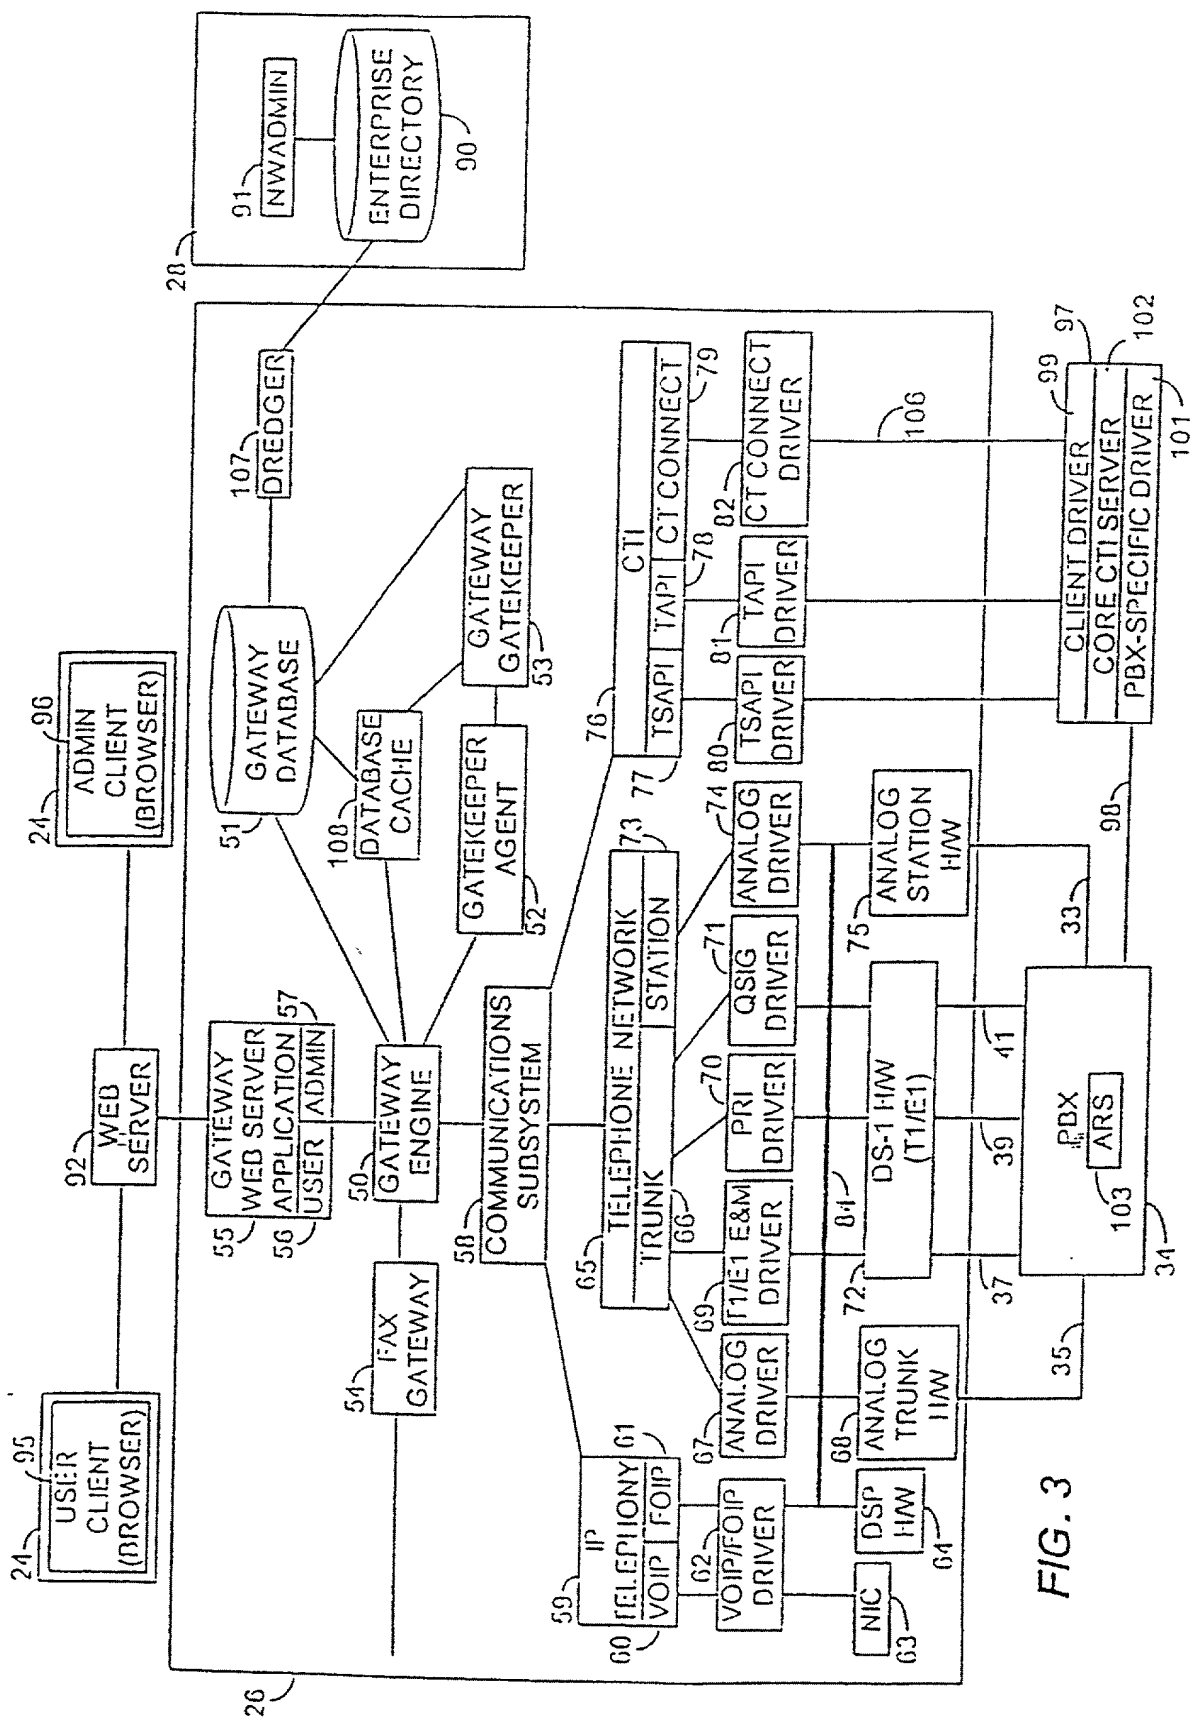 24
95
USER
CLIENT
(BROWSER)
92
WEB
SERVER
24
96
ADMIN
CLIENT
(BROWSER)
28
91
NWADMIN
ENTERPRISE
DIRECTORY
90
26
55
GATEWAY
WEB SERVER
APPLICATION
56
USER
ADMIN
57
51
GATEWAY
DATABASE
107
DREDGER
54
FAX
GATEWAY
50
GATEWAY
ENGINE
108
DATABASE
CACHE
GATEKEEPER
AGENT
52
GATEWAY
GATEKEEPER
53
58
COMMUNICATIONS
SUBSYSTEM
59
IP
TELEPHONY
60
VOIP
FOIP
61
65
TELEPHONE NETWORK
TRUNK
66
STATION
73
76
CTI
77
TSAPI
TAPI
78
CT CONNECT
79
62
VOIP/FOIP
DRIVER
67
ANALOG
DRIVER
69
T1/E1 E&M
DRIVER
70
PRI
DRIVER
71
QSIG
DRIVER
74
ANALOG
DRIVER
80
TSAPI
DRIVER
81
TAPI
DRIVER
82
CT CONNECT
DRIVER
84
106
NIC
63
DSP
H/W
64
68
ANALOG
TRUNK
H/W
72
DS-1 H/W
(T1/E1)
75
ANALOG
STATION
H/W
35
37
39
41
33
98
PBX
ARS
103
34
CLIENT DRIVER
99
97
CORE CTI SERVER
102
PBX-SPECIFIC DRIVER
101
FIG. 3